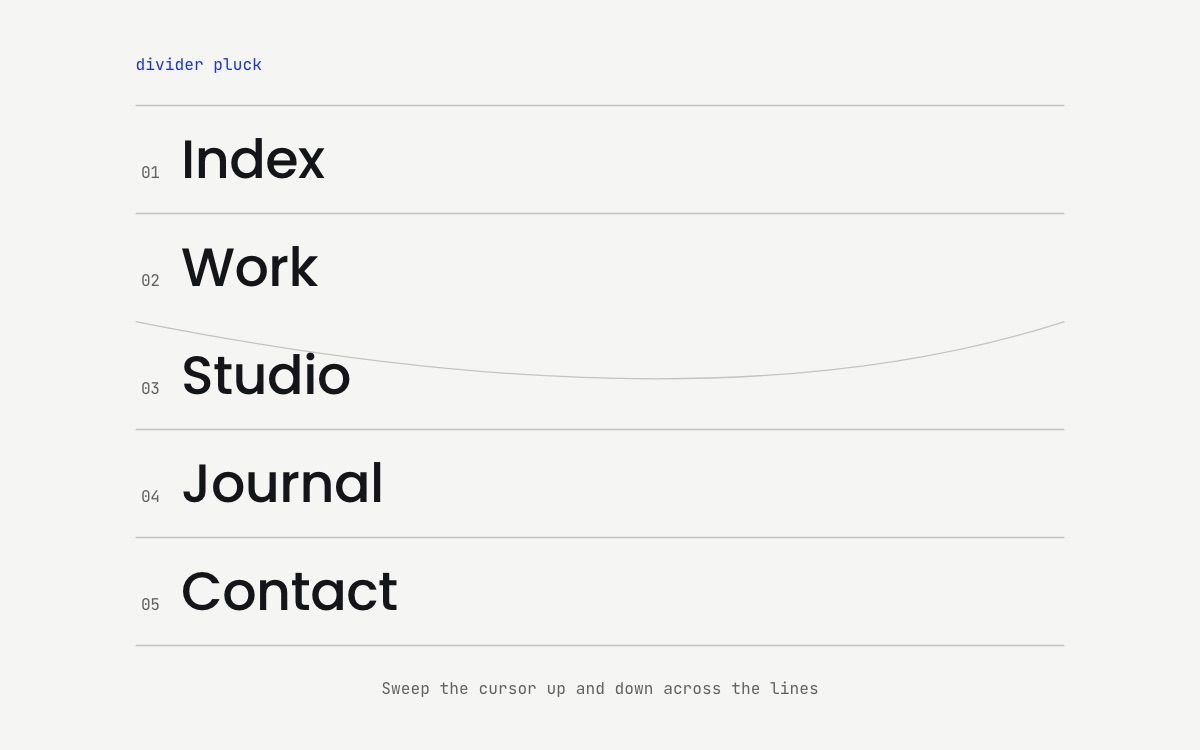 divider pluck
01 Index
02 Work
03 Studio
04 Journal
05 Contact
Sweep the cursor up and down across the lines